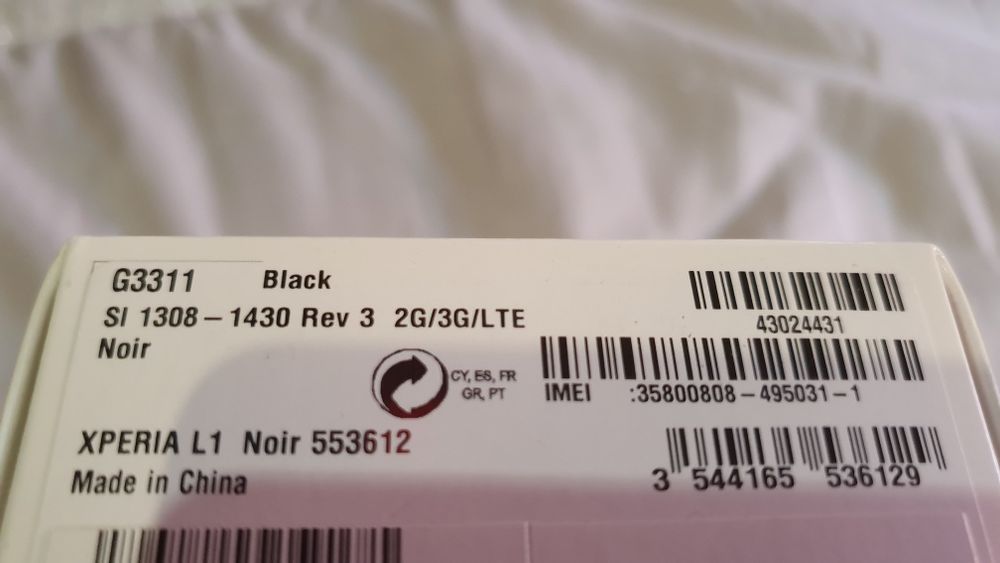 G3311 Black
SI 1308-1430 Rev 3 2G/3G/LTE
Noir
43024431
CY, ES, FR
GR, PT
IMEI :35800808-495031-1
XPERIA L1 Noir 553612
Made in China
3 544165 536129